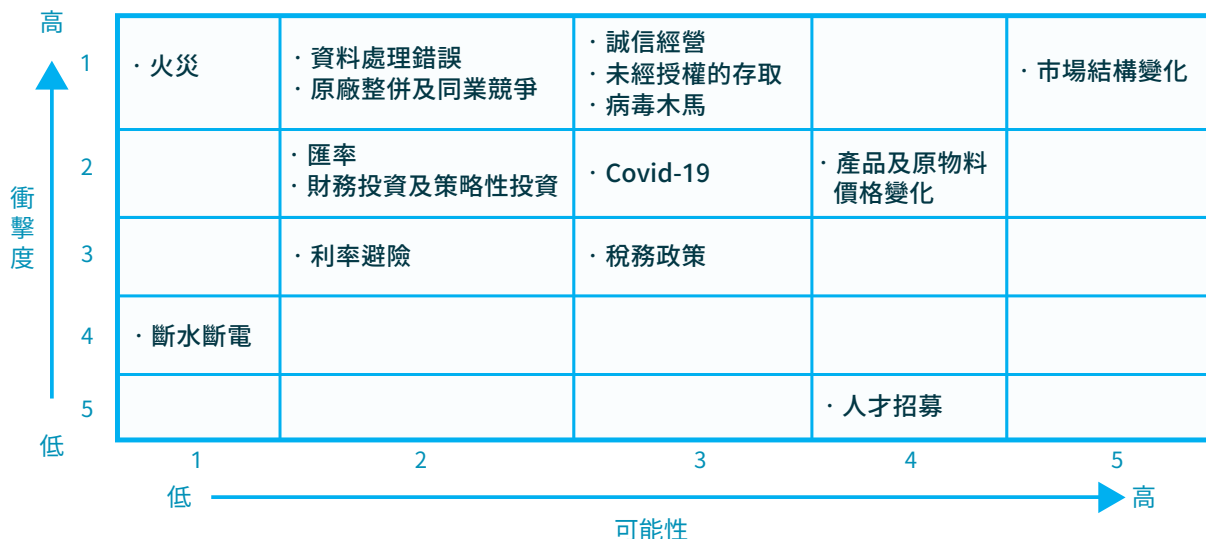 高
衝擊度
低
1
· 火災
· 資料處理錯誤
· 原廠整併及同業競爭
· 誠信經營
· 未經授權的存取
· 病毒木馬
· 市場結構變化
2
· 匯率
· 財務投資及策略性投資
· Covid-19
· 產品及原物料
價格變化
3
· 利率避險
· 稅務政策
4
· 斷水斷電
5
· 人才招募
1
2
3
4
5
低
高
可能性